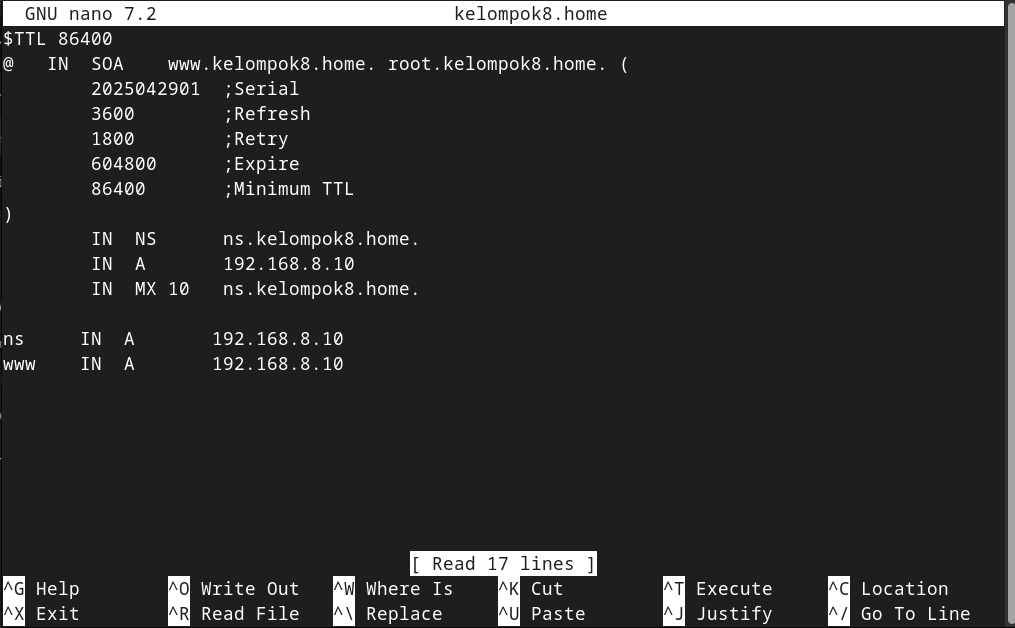 GNU nano 7.2 kelompok8.home
$TTL 86400
@ IN SOA www.kelompok8.home. root.kelompok8.home. (
2025042901 ;Serial
3600 ;Refresh
1800 ;Retry
604800 ;Expire
86400 ;Minimum TTL
)
IN NS ns.kelompok8.home.
IN A 192.168.8.10
IN MX 10 ns.kelompok8.home.
ns IN A 192.168.8.10
www IN A 192.168.8.10
[ Read 17 lines ]
^G Help ^O Write Out ^W Where Is ^K Cut ^T Execute ^C Location
^X Exit ^R Read File ^\ Replace ^U Paste ^J Justify ^/ Go To Line